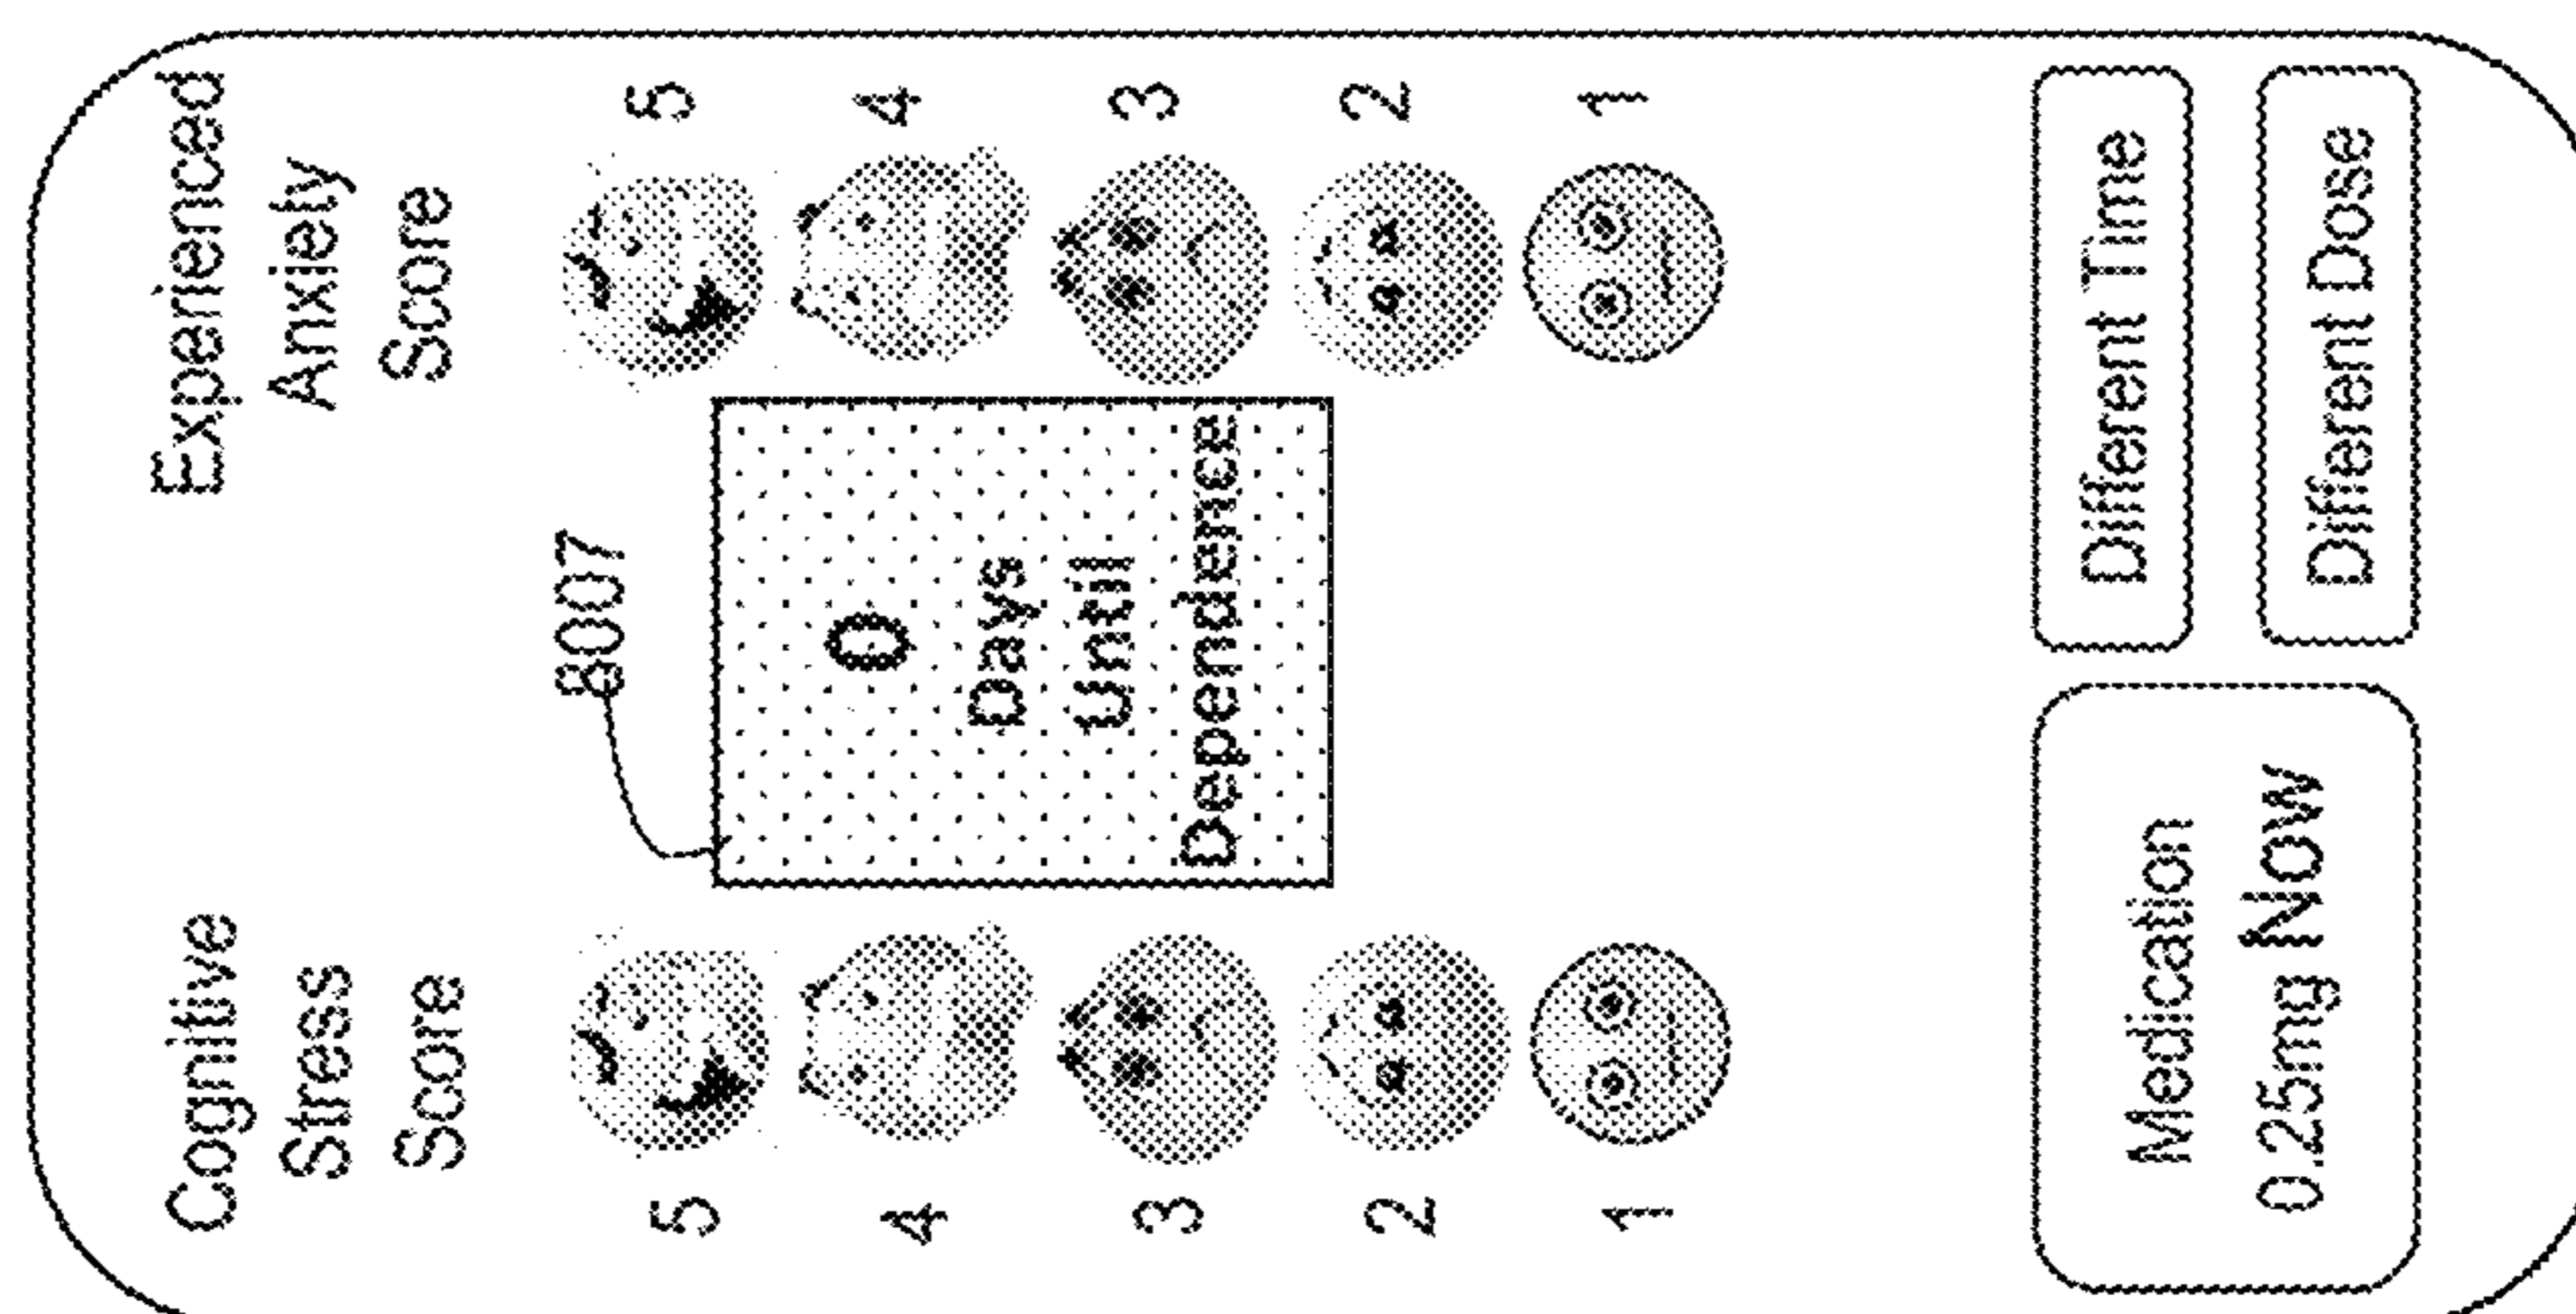 Cognitive
Stress
Score
Experienced
Anxiety
Score
8007
5
4
3
2
1
0
Days
Until
Dependence
5
4
3
2
1
Medication
0.25mg Now
Different Time
Different Dose